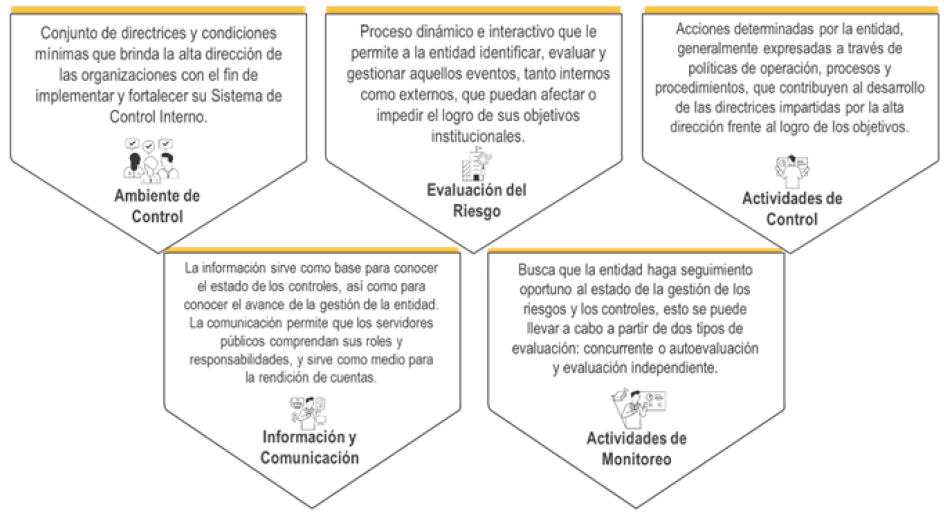 Conjunto de directrices y condiciones
mínimas que brinda la alta dirección de
las organizaciones con el fin de
implementar y fortalecer su Sistema de
Control Interno.
Ambiente de
Control
Proceso dinámico e interactivo que le
permite a la entidad identificar, evaluar y
gestionar aquellos eventos, tanto internos
como externos, que puedan afectar o
impedir el logro de sus objetivos
institucionales.
Evaluación del
Riesgo
Acciones determinadas por la entidad,
generalmente expresadas a través de
políticas de operación, procesos y
procedimientos, que contribuyen al desarrollo
de las directrices impartidas por la alta
dirección frente al logro de los objetivos.
Actividades de
Control
La información sirve como base para conocer
el estado de los controles, así como para
conocer el avance de la gestión de la entidad.
La comunicación permite que los servidores
públicos comprendan sus roles y
responsabilidades, y sirve como medio para
la rendición de cuentas.
Información y
Comunicación
Busca que la entidad haga seguimiento
oportuno al estado de la gestión de los
riesgos y los controles, esto se puede
llevar a cabo a partir de dos tipos de
evaluación: concurrente o autoevaluación
y evaluación independiente.
Actividades de
Monitoreo